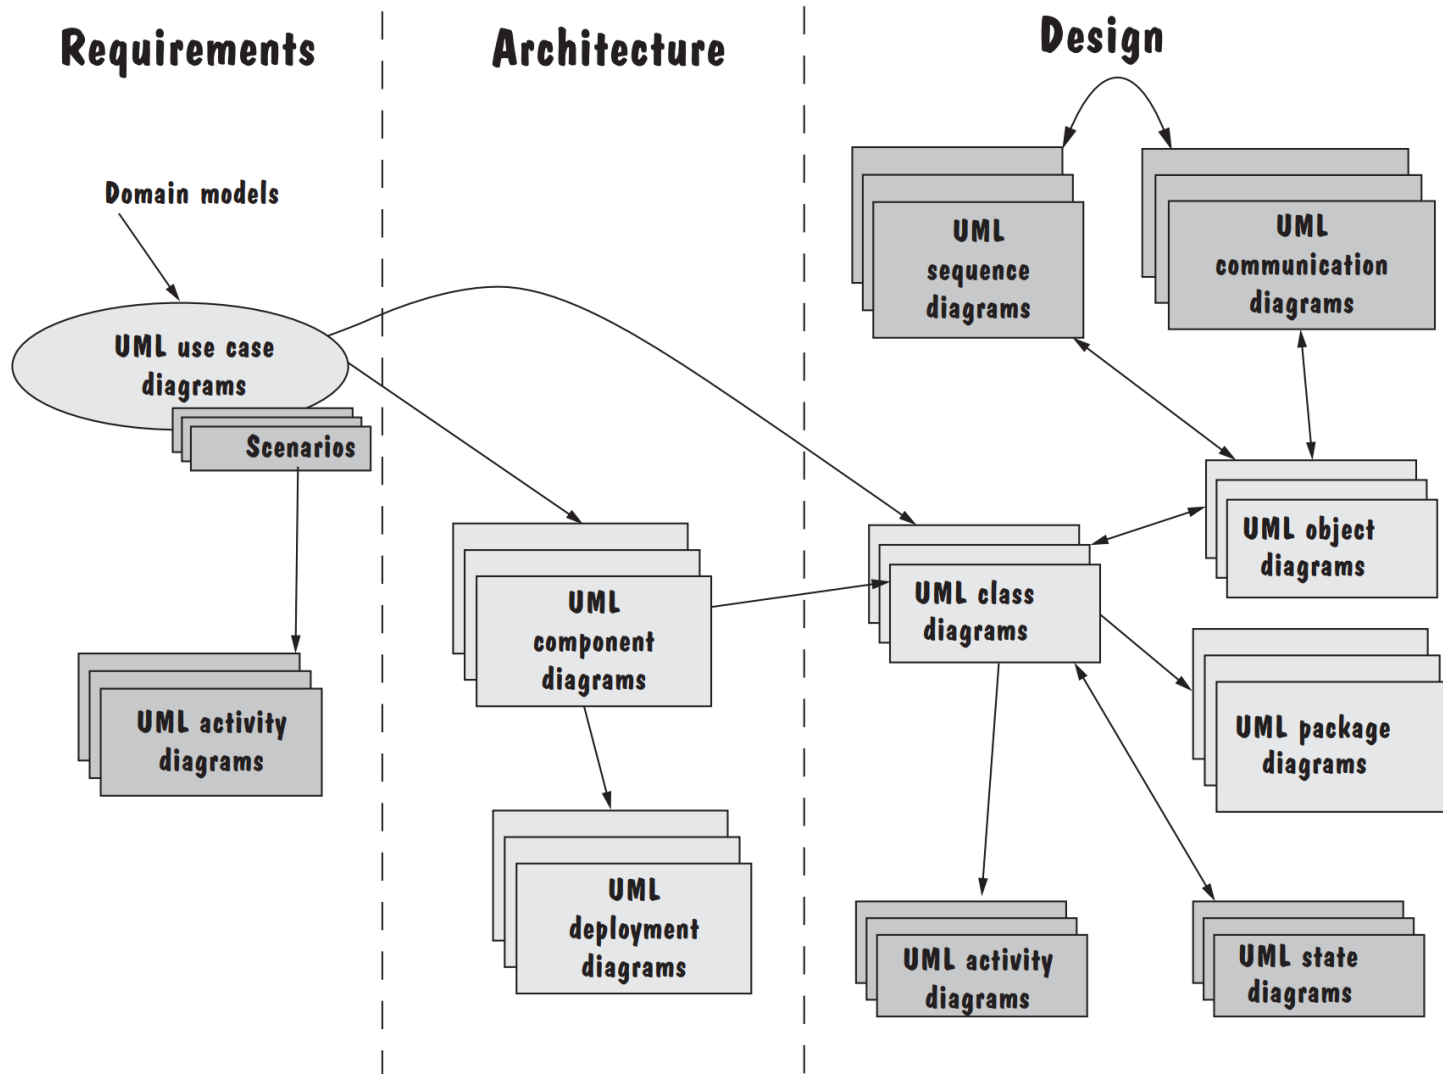 Requirements
Architecture
Design
Domain models
UML use case
diagrams
Scenarios
UML activity
diagrams
UML
component
diagrams
UML
deployment
diagrams
UML
sequence
diagrams
UML
communication
diagrams
UML object
diagrams
UML class
diagrams
UML package
diagrams
UML activity
diagrams
UML state
diagrams